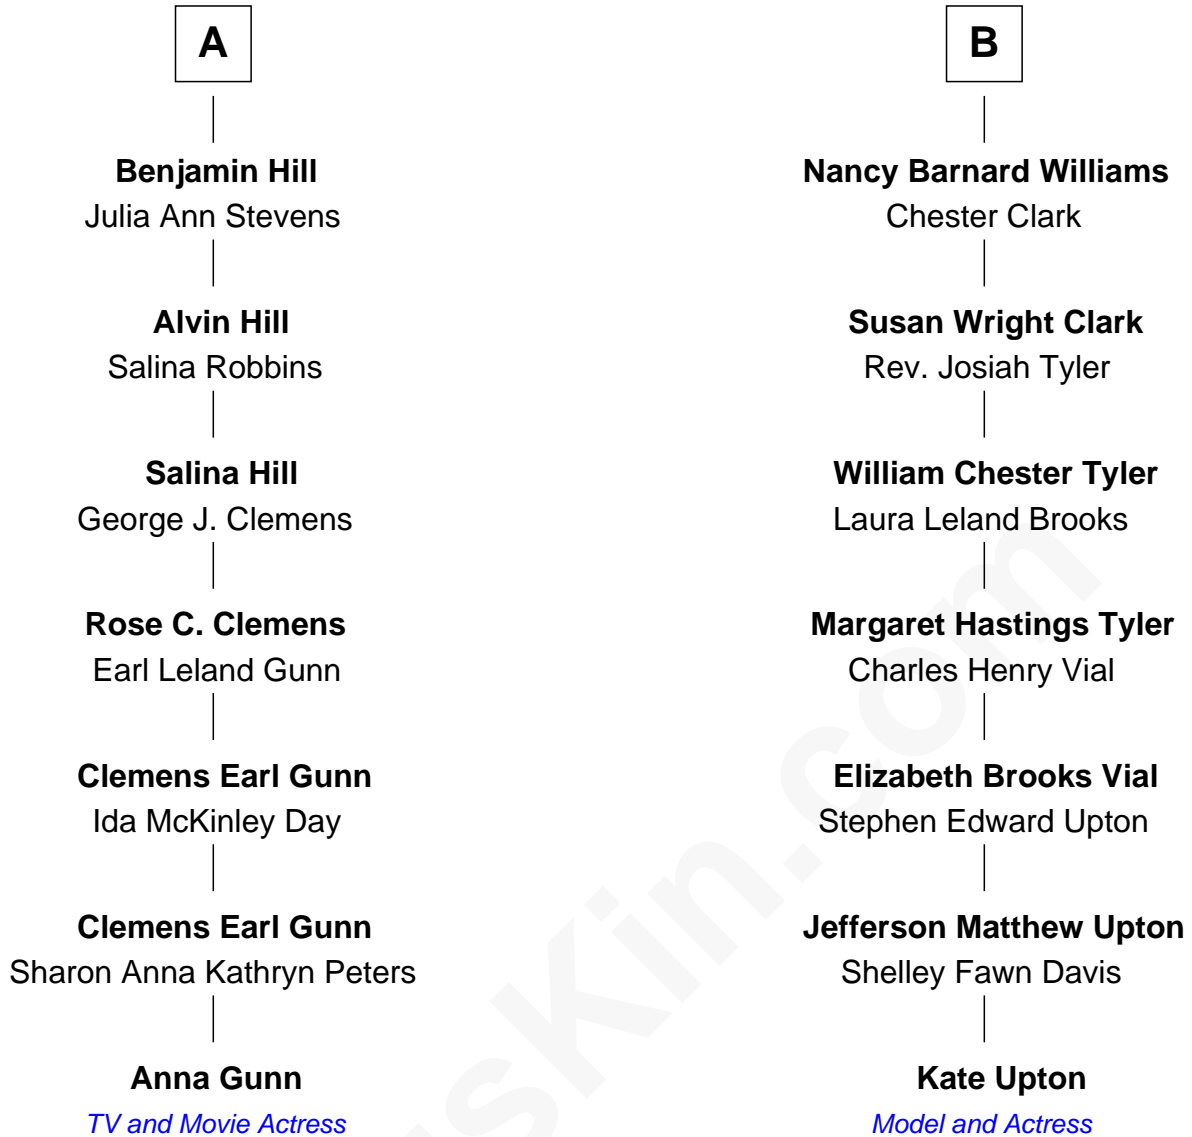 A
Benjamin Hill
Julia Ann Stevens
Alvin Hill
Salina Robbins
Salina Hill
George J. Clemens
Rose C. Clemens
Earl Leland Gunn
Clemens Earl Gunn
Ida McKinley Day
Clemens Earl Gunn
Sharon Anna Kathryn Peters
Anna Gunn
TV and Movie Actress
B
Nancy Barnard Williams
Chester Clark
Susan Wright Clark
Rev. Josiah Tyler
William Chester Tyler
Laura Leland Brooks
Margaret Hastings Tyler
Charles Henry Vial
Elizabeth Brooks Vial
Stephen Edward Upton
Jefferson Matthew Upton
Shelley Fawn Davis
Kate Upton
Model and Actress